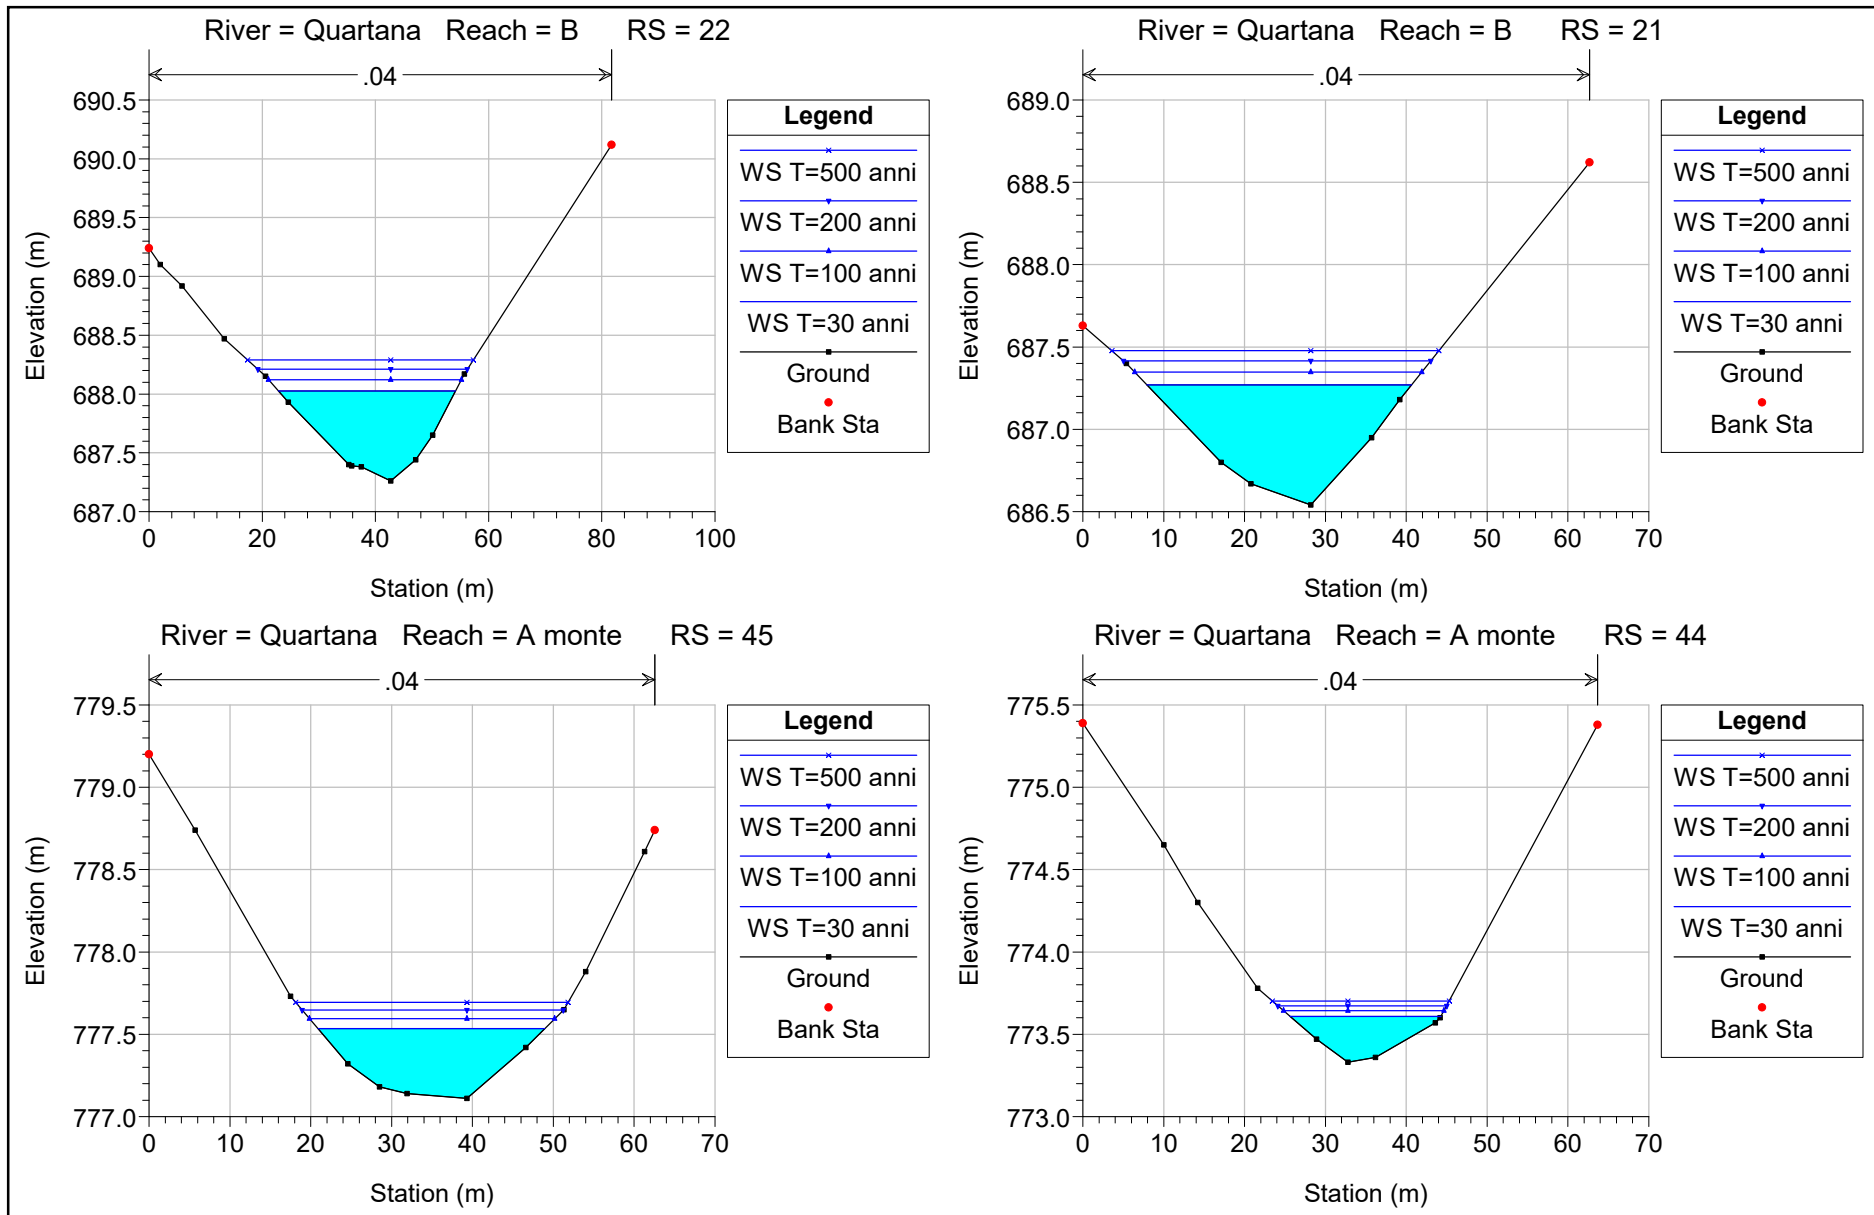 River = Quartana Reach = B RS = 22
.04
690.5
690.0
689.5
689.0
688.5
688.0
687.5
687.0
0 20 40 60 80 100
Elevation (m)
Station (m)
Legend
WS T=500 anni
WS T=200 anni
WS T=100 anni
WS T=30 anni
Ground
Bank Sta
River = Quartana Reach = B RS = 21
.04
689.0
688.5
688.0
687.5
687.0
686.5
0 10 20 30 40 50 60 70
Elevation (m)
Station (m)
Legend
WS T=500 anni
WS T=200 anni
WS T=100 anni
WS T=30 anni
Ground
Bank Sta
River = Quartana Reach = A monte RS = 45
.04
779.5
779.0
778.5
778.0
777.5
777.0
0 10 20 30 40 50 60 70
Elevation (m)
Station (m)
Legend
WS T=500 anni
WS T=200 anni
WS T=100 anni
WS T=30 anni
Ground
Bank Sta
River = Quartana Reach = A monte RS = 44
.04
775.5
775.0
774.5
774.0
773.5
773.0
0 10 20 30 40 50 60 70
Elevation (m)
Station (m)
Legend
WS T=500 anni
WS T=200 anni
WS T=100 anni
WS T=30 anni
Ground
Bank Sta